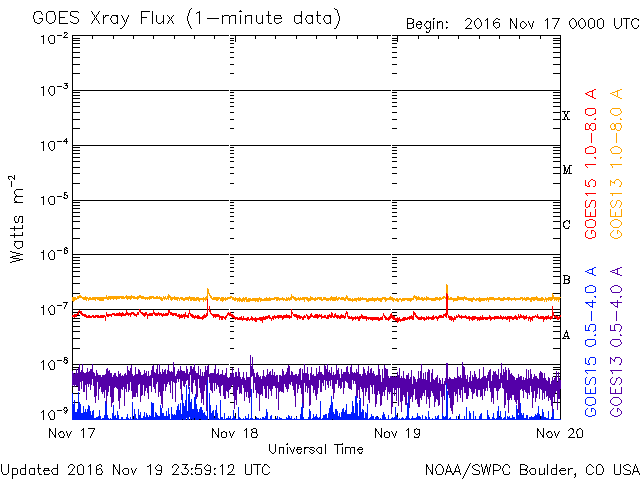 GOES Xray Flux (1-minute data)
Begin: 2016 Nov 17 0000 UTC
10⁻²
10⁻³
10⁻⁴
10⁻⁵
10⁻⁶
10⁻⁷
10⁻⁸
10⁻⁹
Watts m⁻²
X
M
C
B
A
GOES15 1.0-8.0 A
GOES13 1.0-8.0 A
GOES15 0.5-4.0 A
GOES13 0.5-4.0 A
Nov 17
Nov 18
Nov 19
Nov 20
Universal Time
Updated 2016 Nov 19 23:59:12 UTC
NOAA/SWPC Boulder, CO USA